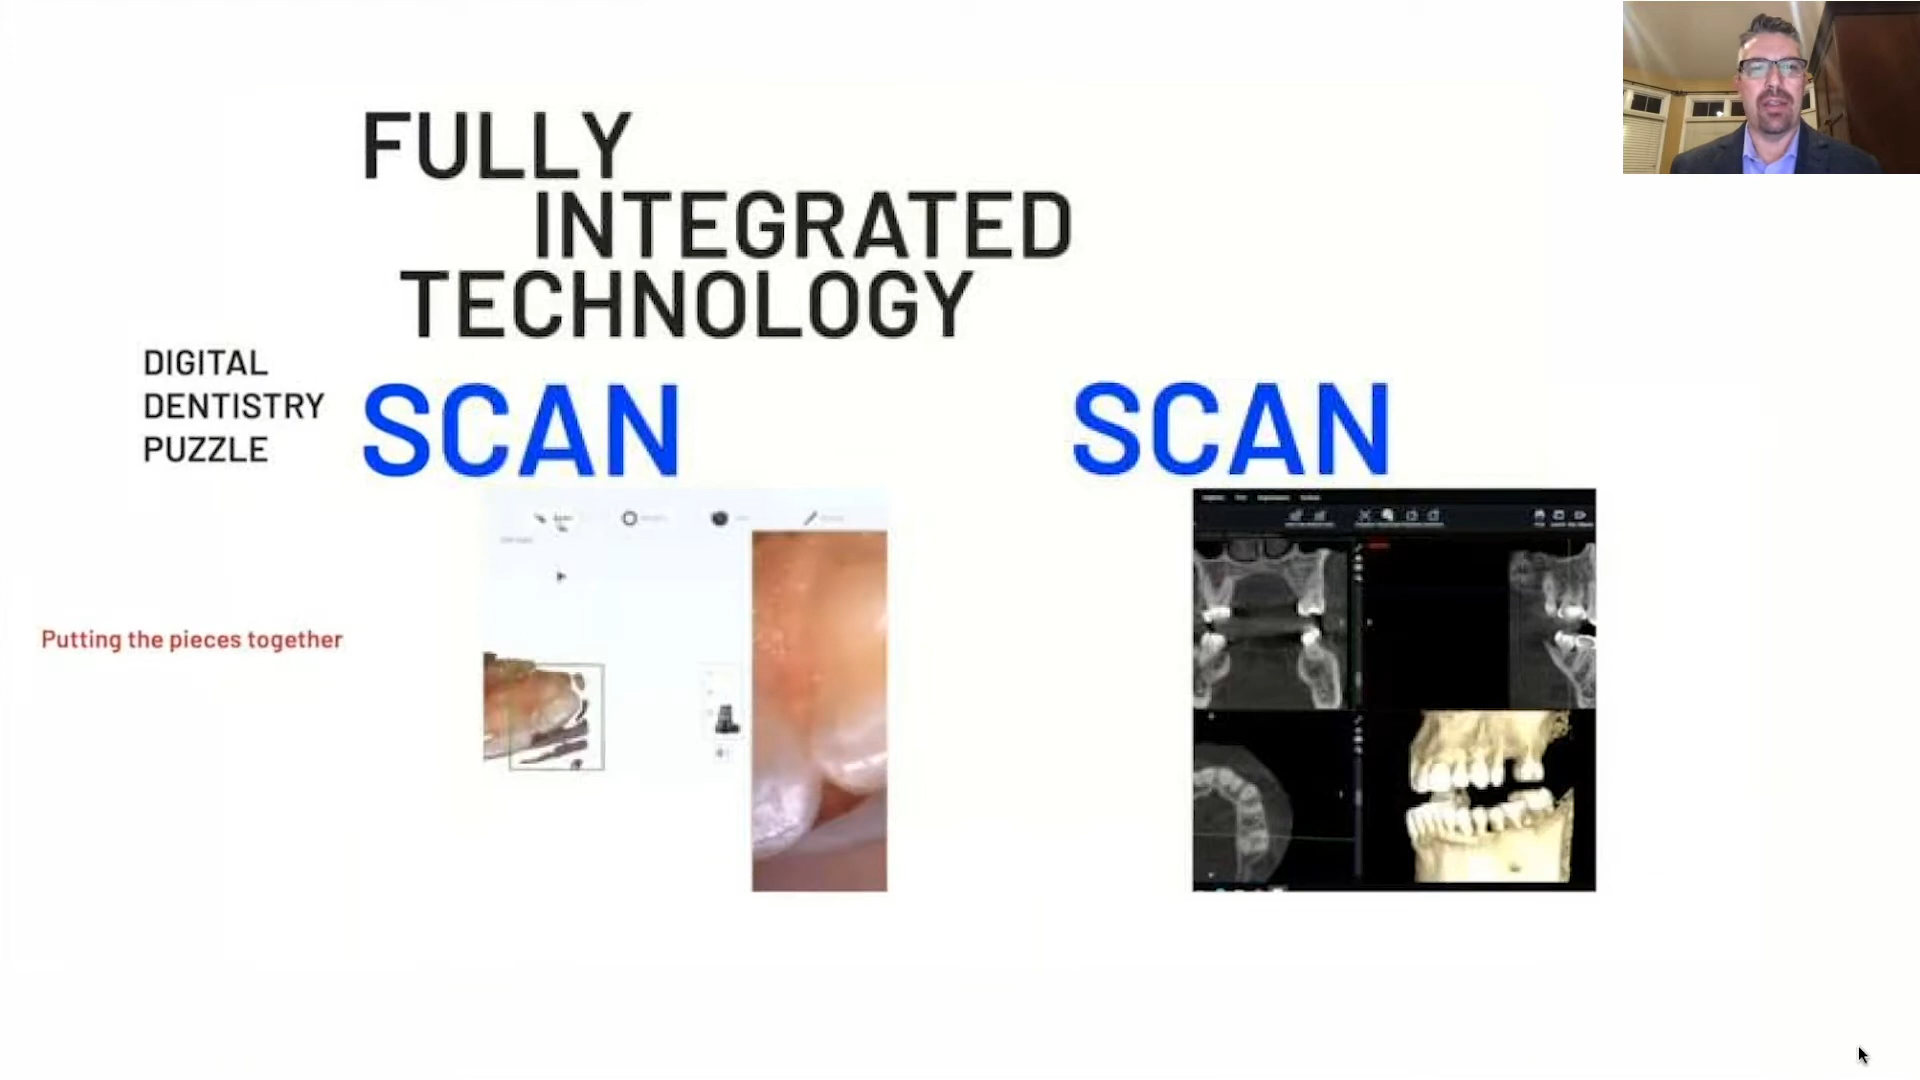 FULLY
INTEGRATED
TECHNOLOGY
DIGITAL
DENTISTRY
PUZZLE
SCAN
SCAN
Putting the pieces together